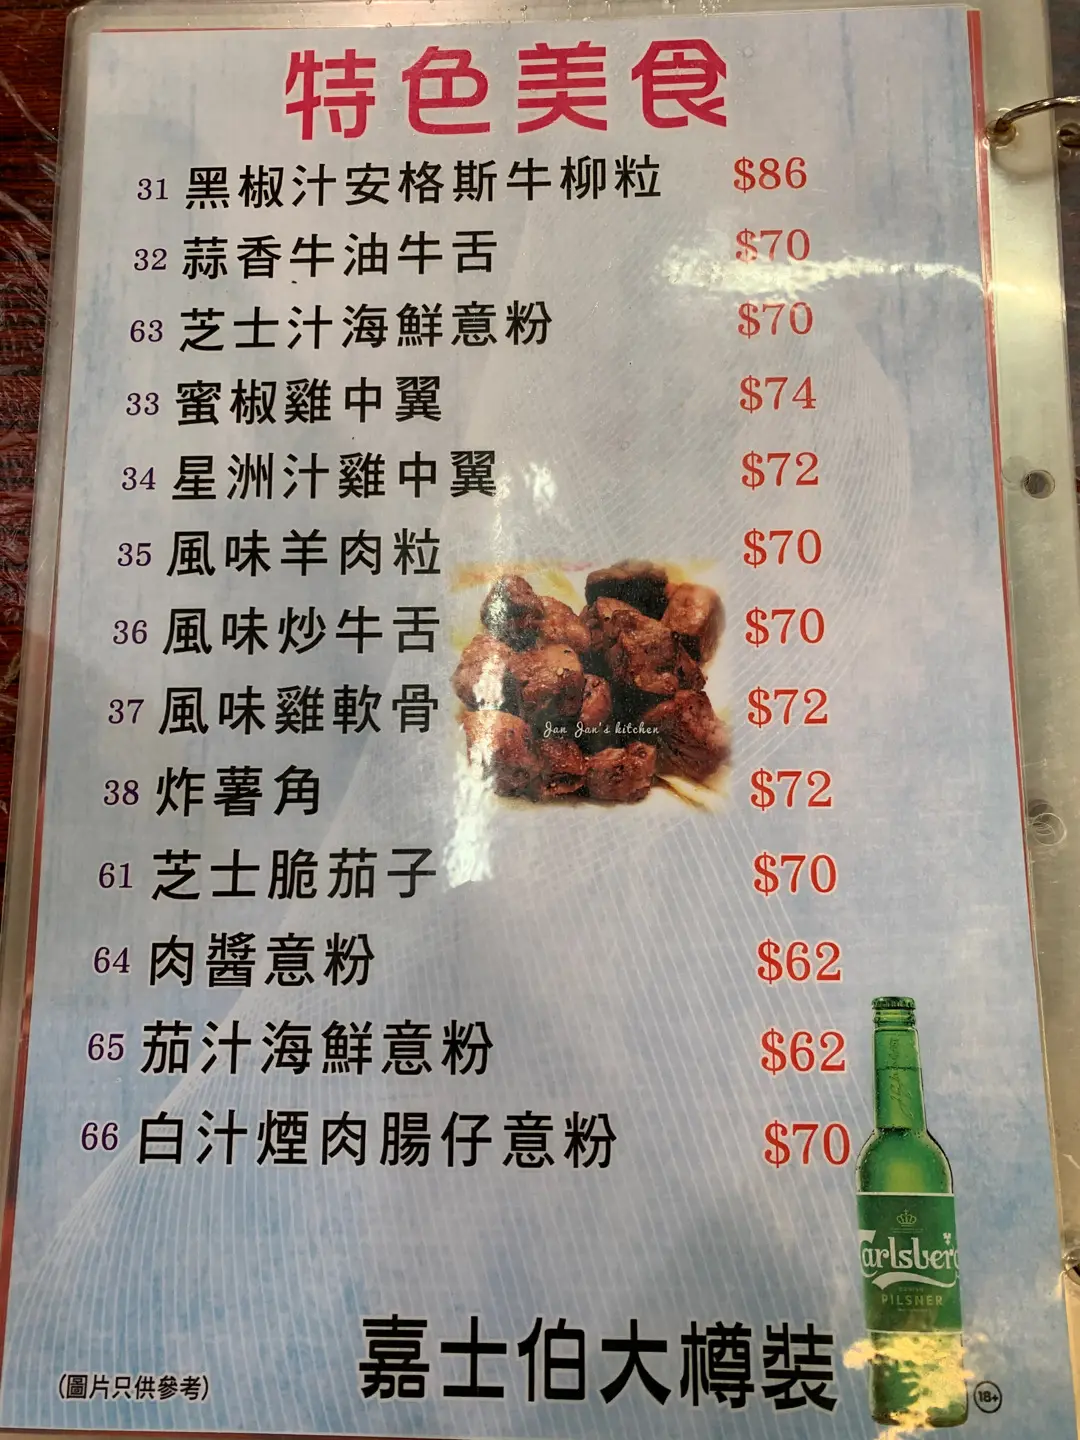 特色美食
31 黑椒汁安格斯牛柳粒 $86
32 蒜香牛油牛舌 $70
63 芝士汁海鮮意粉 $70
33 蜜椒雞中翼 $74
34 星洲汁雞中翼 $72
35 風味羊肉粒 $70
36 風味炒牛舌 $70
37 風味雞軟骨 $72
Jan Jan's kitchen
38 炸薯角 $72
61 芝士脆茄子 $70
64 肉醬意粉 $62
65 茄汁海鮮意粉 $62
66 白汁煙肉腸仔意粉 $70
Carlsberg
PILSNER
嘉士伯大樽裝
(圖片只供參考)
18+